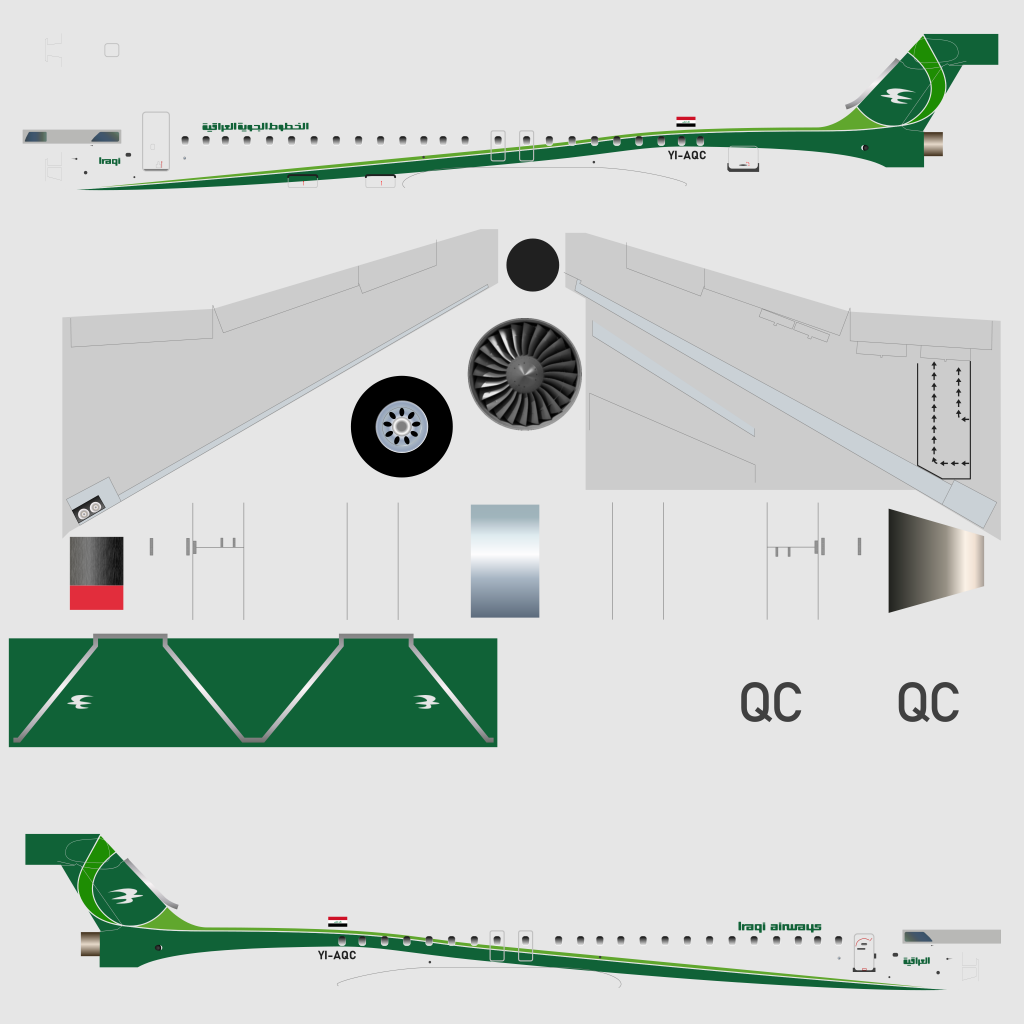 الخطوط الجوية العراقية
Iraqi
YI-AQC
QC QC
Iraqi airways
العراقية
YI-AQC